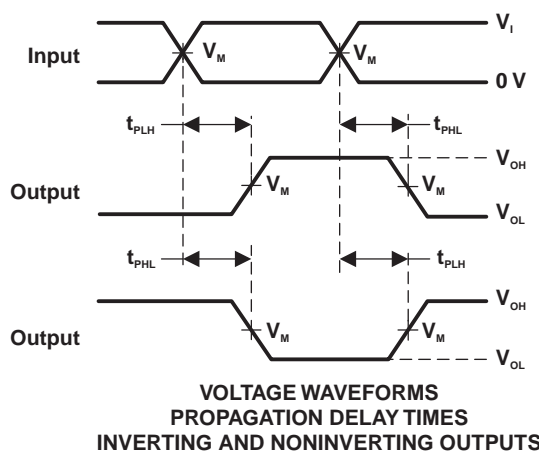 V_I
Input V_M V_M
0 V
t_PLH t_PHL
V_OH
Output V_M V_M
V_OL
t_PHL t_PLH
V_OH
Output V_M V_M
V_OL
VOLTAGE WAVEFORMS
PROPAGATION DELAY TIMES
INVERTING AND NONINVERTING OUTPUTS